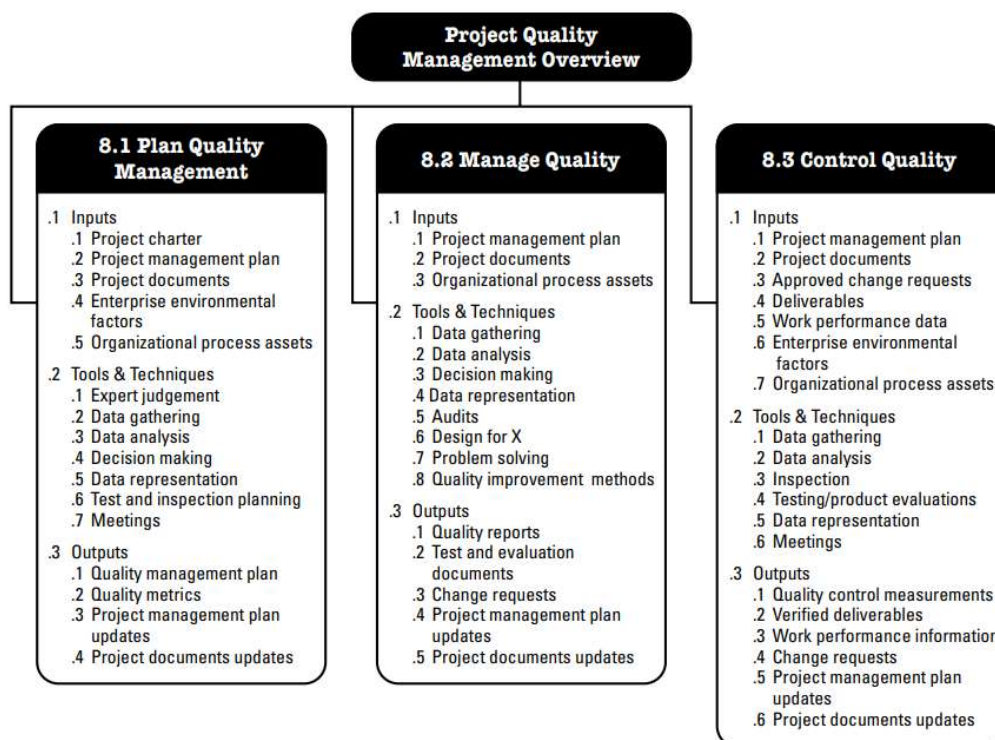 Project Quality
Management Overview
8.1 Plan Quality
Management
.1 Inputs
.1 Project charter
.2 Project management plan
.3 Project documents
.4 Enterprise environmental
factors
.5 Organizational process assets
.2 Tools & Techniques
.1 Expert judgement
.2 Data gathering
.3 Data analysis
.4 Decision making
.5 Data representation
.6 Test and inspection planning
.7 Meetings
.3 Outputs
.1 Quality management plan
.2 Quality metrics
.3 Project management plan
updates
.4 Project documents updates
8.2 Manage Quality
.1 Inputs
.1 Project management plan
.2 Project documents
.3 Organizational process assets
.2 Tools & Techniques
.1 Data gathering
.2 Data analysis
.3 Decision making
.4 Data representation
.5 Audits
.6 Design for X
.7 Problem solving
.8 Quality improvement methods
.3 Outputs
.1 Quality reports
.2 Test and evaluation
documents
.3 Change requests
.4 Project management plan
updates
.5 Project documents updates
8.3 Control Quality
.1 Inputs
.1 Project management plan
.2 Project documents
.3 Approved change requests
.4 Deliverables
.5 Work performance data
.6 Enterprise environmental
factors
.7 Organizational process assets
.2 Tools & Techniques
.1 Data gathering
.2 Data analysis
.3 Inspection
.4 Testing/product evaluations
.5 Data representation
.6 Meetings
.3 Outputs
.1 Quality control measurements
.2 Verified deliverables
.3 Work performance information
.4 Change requests
.5 Project management plan
updates
.6 Project documents updates